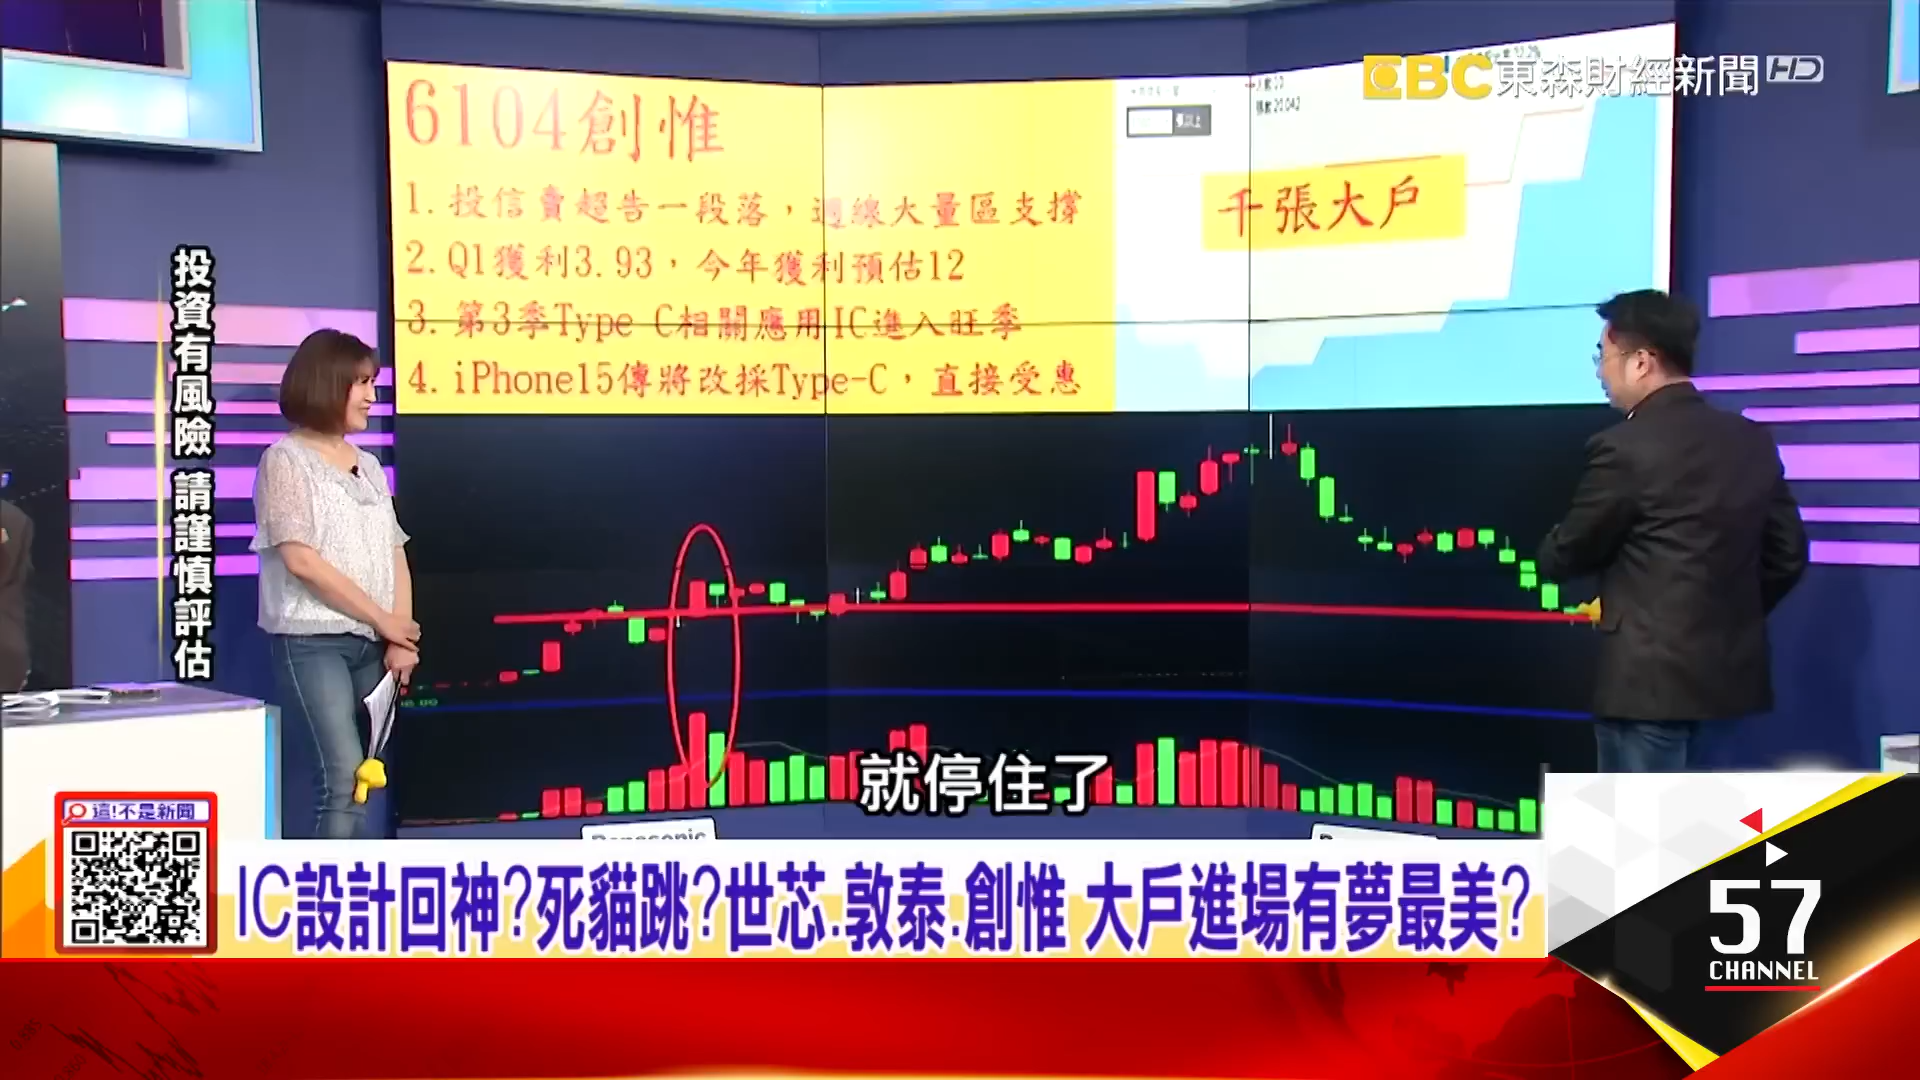 EBC東森財經新聞HD
6104創惟
1. 投信賣超告一段落，週線大量區支撐
2. Q1獲利3.93，今年獲利預估12
3. 第3季Type C相關應用IC進入旺季
4. iPhone15傳將改採Type-C，直接受惠
張以上
千張大戶
投資有風險 請謹慎評估
就停住了
Panasonic
這!不是新聞
IC設計回神?死貓跳?世芯.敦泰.創惟 大戶進場有夢最美?
57
CHANNEL